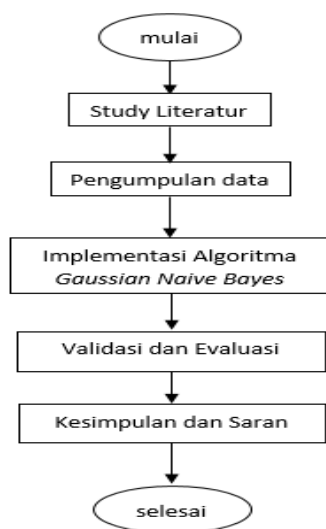 mulai
Study Literatur
Pengumpulan data
Implementasi Algoritma
Gaussian Naive Bayes
Validasi dan Evaluasi
Kesimpulan dan Saran
selesai